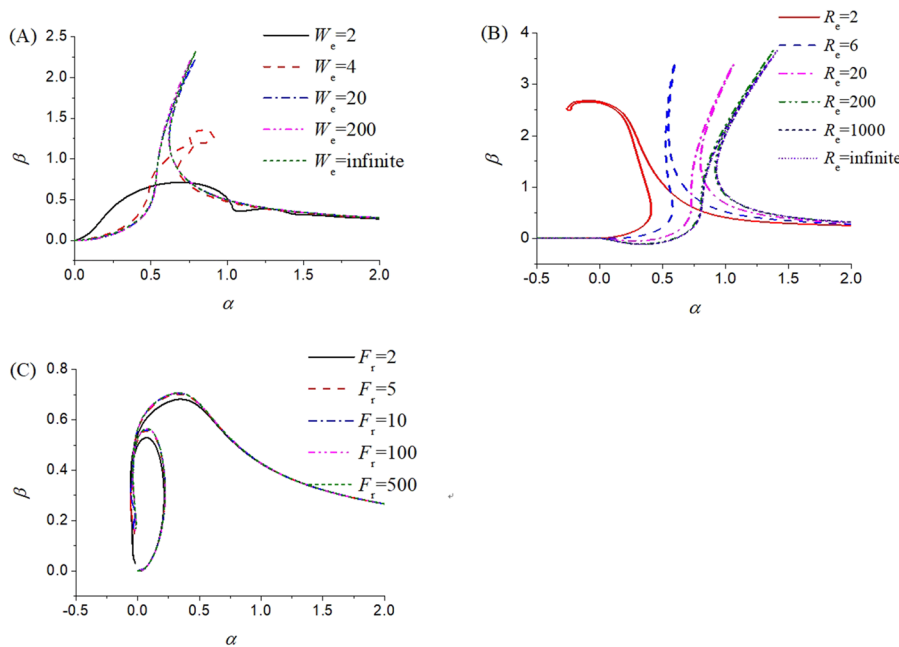 (A)
2.5
2.0
1.5
1.0
0.5
0.0
β
0.0 0.5 1.0 1.5 2.0
α
We=2
We=4
We=20
We=200
We=infinite
(B)
4
3
2
1
0
β
-0.5 0.0 0.5 1.0 1.5 2.0
α
Re=2
Re=6
Re=20
Re=200
Re=1000
Re=infinite
(C)
0.8
0.6
0.4
0.2
0.0
β
-0.5 0.0 0.5 1.0 1.5 2.0
α
Fr=2
Fr=5
Fr=10
Fr=100
Fr=500